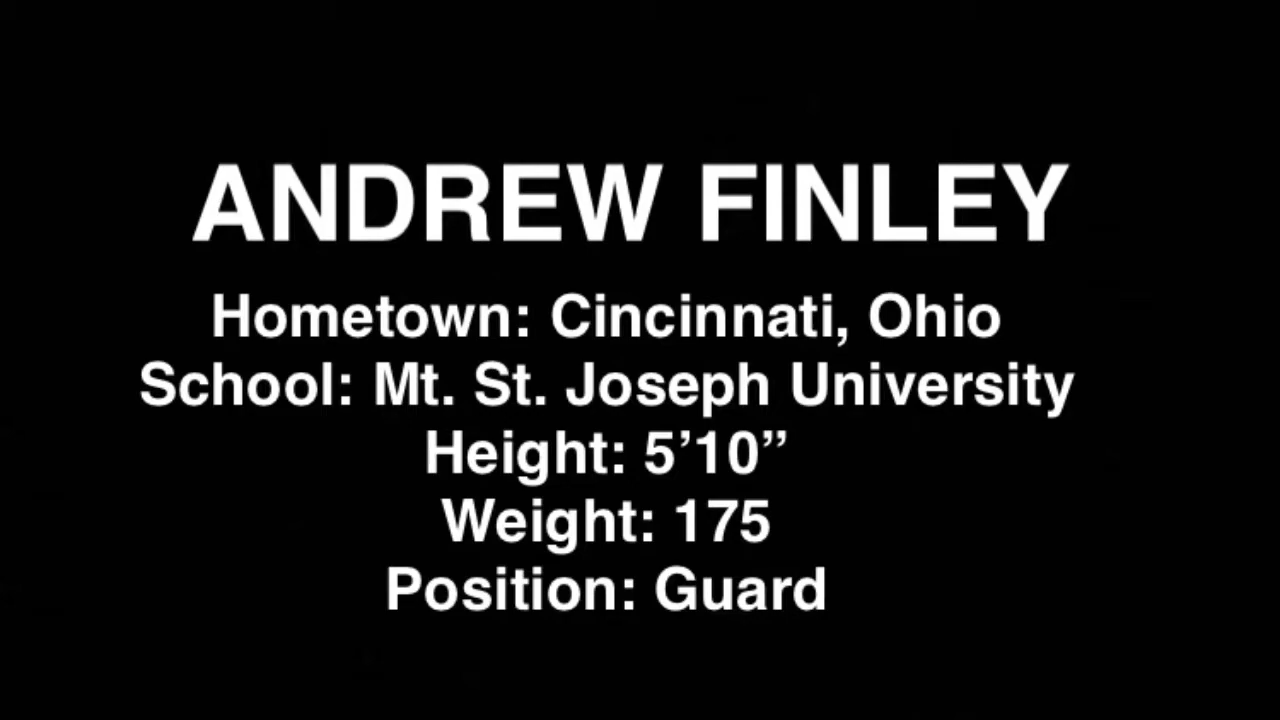 ANDREW FINLEY
Hometown: Cincinnati, Ohio
School: Mt. St. Joseph University
Height: 5’10”
Weight: 175
Position: Guard